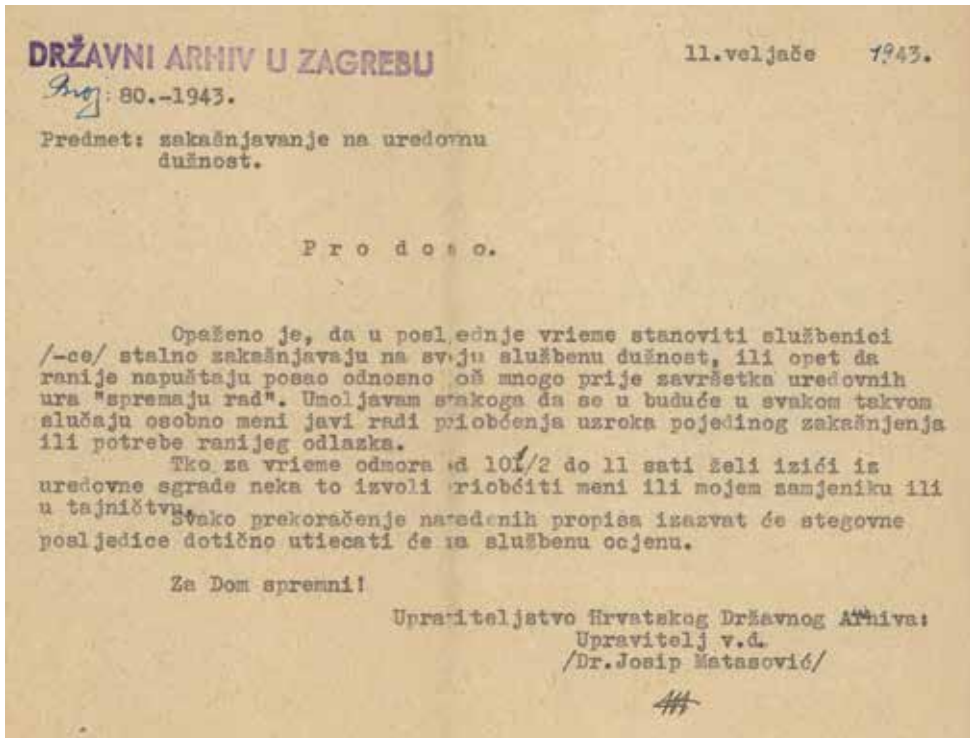 DRŽAVNI ARHIV U ZAGREBU
11.veljače 1943.
Broj: 80.-1943.
Predmet: zakašnjavanje na uredovnu
dužnost.
P r o d o m o.
Opaženo je, da u posljednje vrieme stanoviti službenici
/-ce/ stalno zakašnjavaju na svoju službenu dužnost, ili opet da
ranije napuštaju posao odnosno još mnogo prije završetka uredovnih
ura "spremaju rad". Umoljavam svakoga da se u buduće u svakom takvom
slučaju osobno meni javi radi priobćenja uzroka pojedinog zakašnjenja
ili potrebe ranijeg odlazka.
Tko za vrieme odmora od 10 1/2 do 11 sati želi izići iz
uredovne sgrade neka to izvoli priobćiti meni ili mojem zamjeniku ili
u tajničtvu.
Svako prekoračenje navedenih propisa izazvat će stegovne
posljedice dotično utiecati će na službenu ocjenu.
Za Dom spremni!
Upraviteljstvo Hrvatskog Državnog Arhiva:
Upravitelj v.d.
/Dr.Josip Matasović/